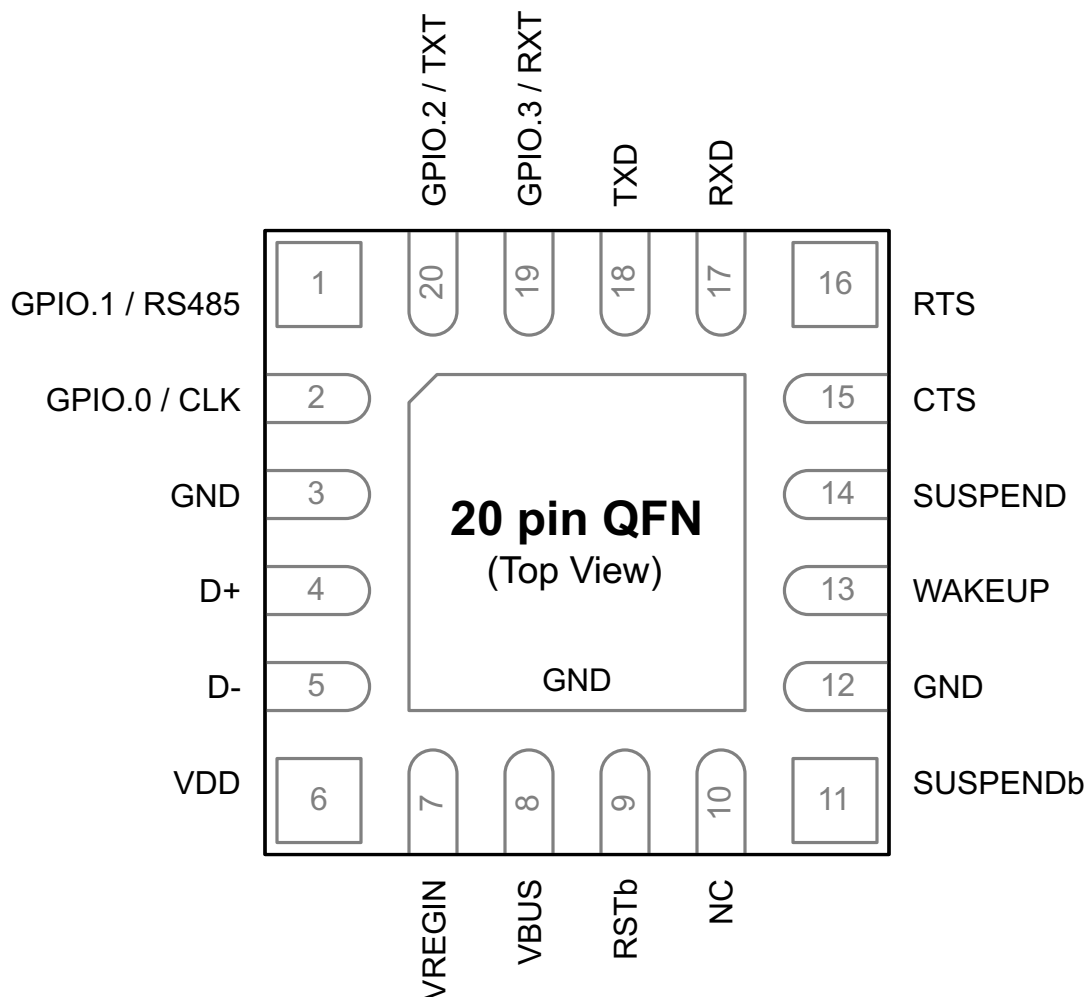 GPIO.2 / TXT
GPIO.3 / RXT
TXD
RXD
1
20
19
18
17
16
GPIO.1 / RS485
RTS
GPIO.0 / CLK
2
15
CTS
GND
3
14
SUSPEND
20 pin QFN
(Top View)
D+
4
13
WAKEUP
D-
5
GND
12
GND
VDD
6
7
8
9
10
11
SUSPENDb
VREGIN
VBUS
RSTb
NC